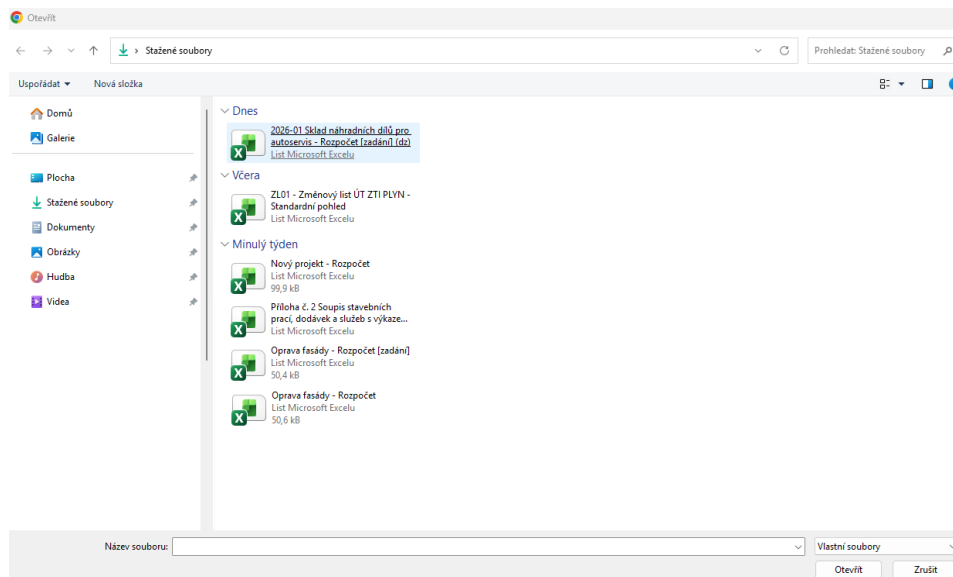 Otevřít
Stažené soubory
Prohledat: Stažené soubory
Uspořádat
Nová složka
Domů
Galerie
Plocha
Stažené soubory
Dokumenty
Obrázky
Hudba
Videa
Dnes
2026-01 Sklad náhradních dílů pro
autoservis - Rozpočet [zadání] (dz)
List Microsoft Excelu
Včera
ZL01 - Změnový list ÚT ZTI PLYN -
Standardní pohled
List Microsoft Excelu
Minulý týden
Nový projekt - Rozpočet
List Microsoft Excelu
99,9 kB
Příloha č. 2 Soupis stavebních
prací, dodávek a služeb s výkaze...
List Microsoft Excelu
Oprava fasády - Rozpočet [zadání]
List Microsoft Excelu
50,4 kB
Oprava fasády - Rozpočet
List Microsoft Excelu
50,6 kB
Název souboru:
Vlastní soubory
Otevřít
Zrušit